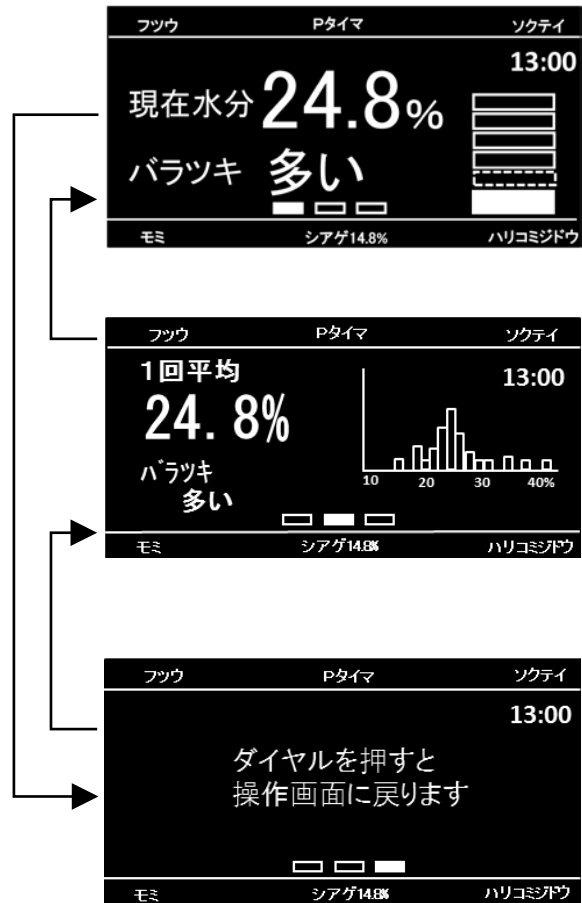 フツウ Pタイマ ソクテイ
13:00
現在水分 24.8%
バラツキ 多い
モミ シアゲ14.8% ハリコミジドウ
フツウ Pタイマ ソクテイ
1回平均 13:00
24.8%
バラツキ
多い
10 20 30 40%
モミ シアゲ14.8% ハリコミジドウ
フツウ Pタイマ ソクテイ
13:00
ダイヤルを押すと
操作画面に戻ります
モミ シアゲ14.8% ハリコミジドウ